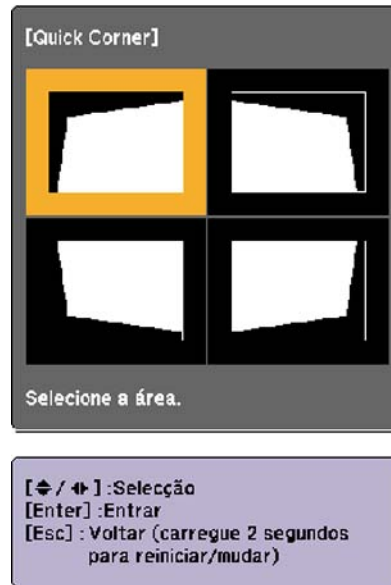 [Quick Corner]
Selecione a área.
[⬍/⬌] :Selecção
[Enter] :Entrar
[Esc] : Voltar (carregue 2 segundos
para reiniciar/mudar)